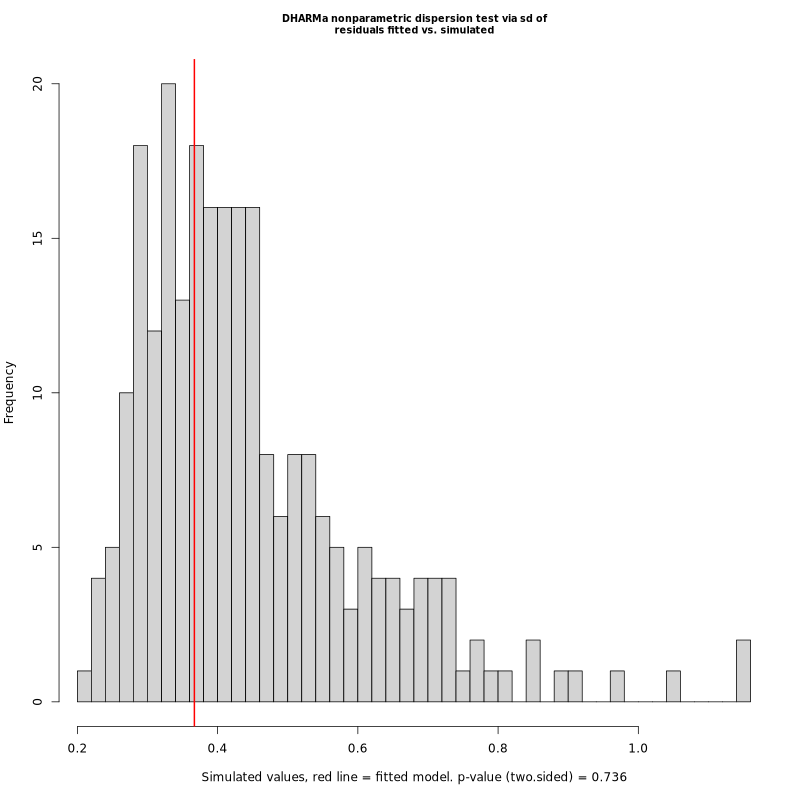 DHARMa nonparametric dispersion test via sd of
residuals fitted vs. simulated
20
15
10
5
0
Frequency
0.2 0.4 0.6 0.8 1.0
Simulated values, red line = fitted model. p-value (two.sided) = 0.736